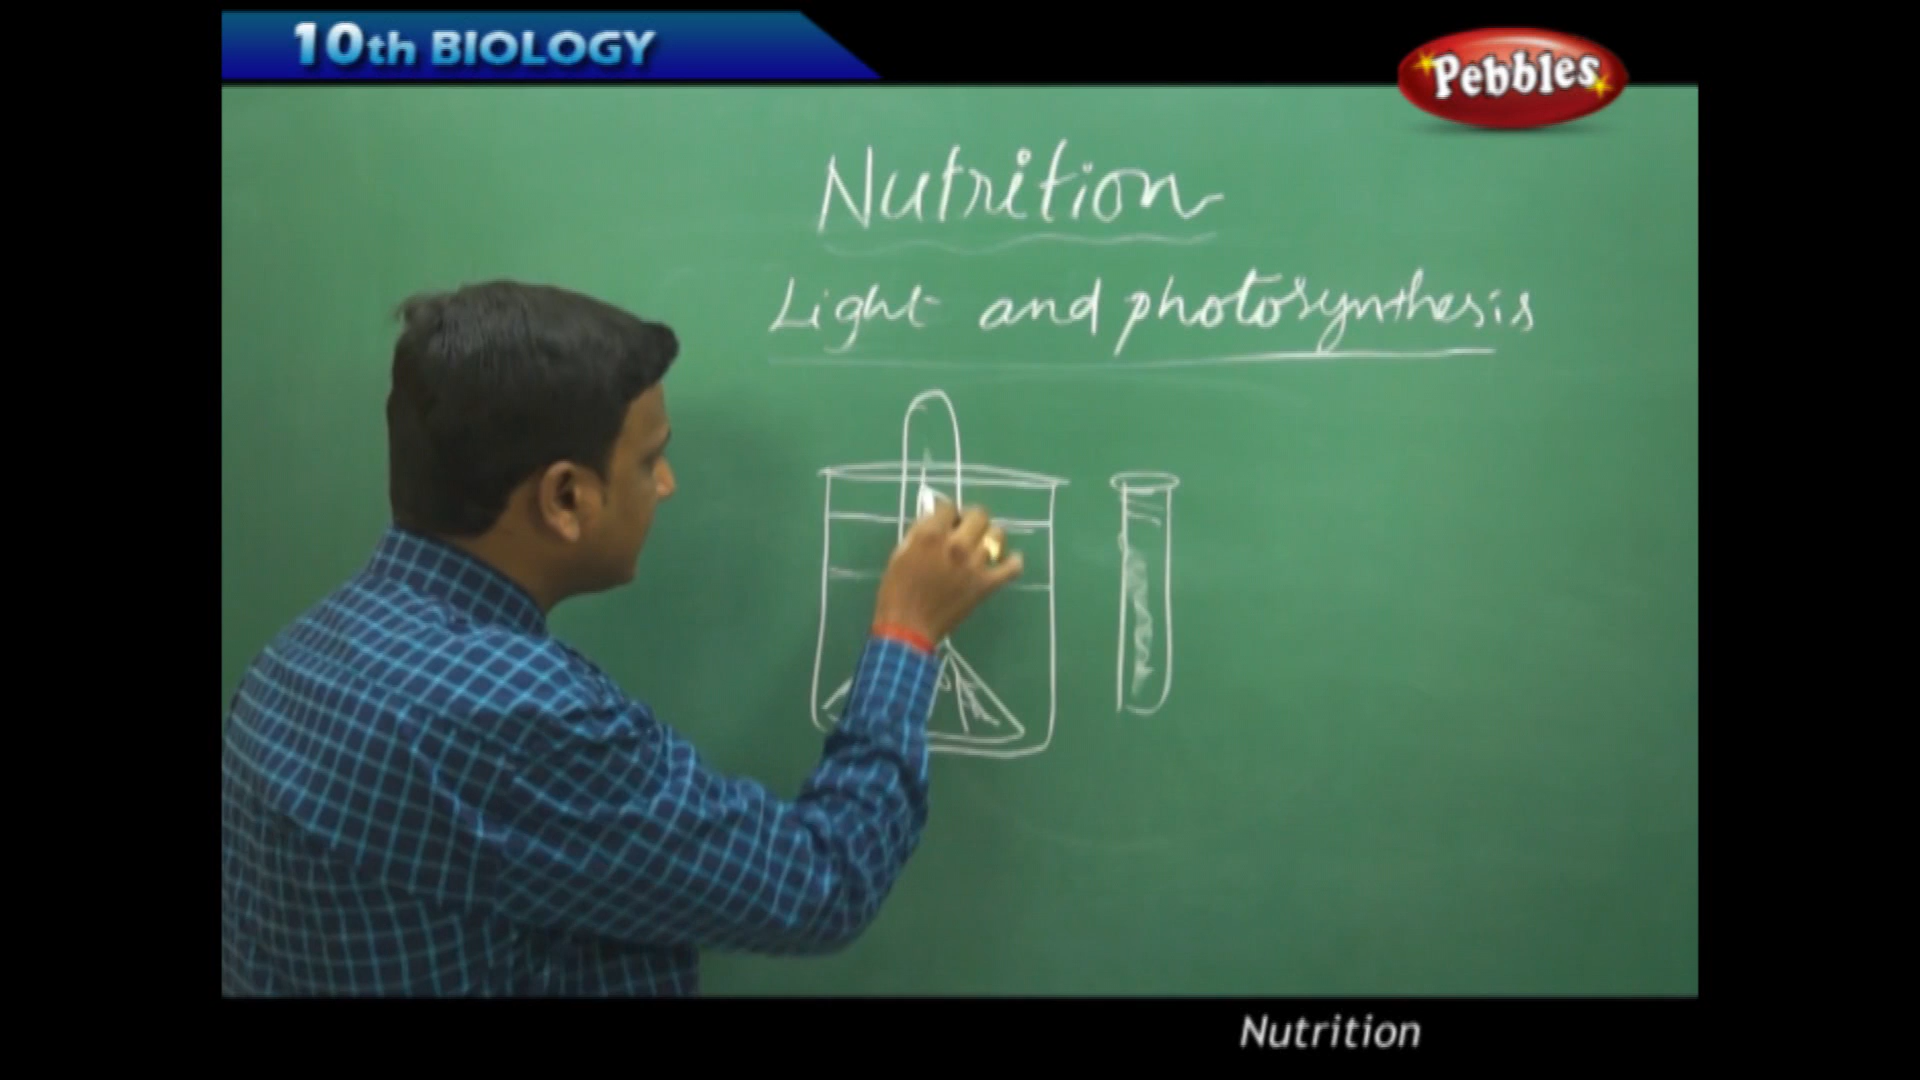 10th BIOLOGY
Pebbles
Nutrition
Light and photosynthesis
Nutrition